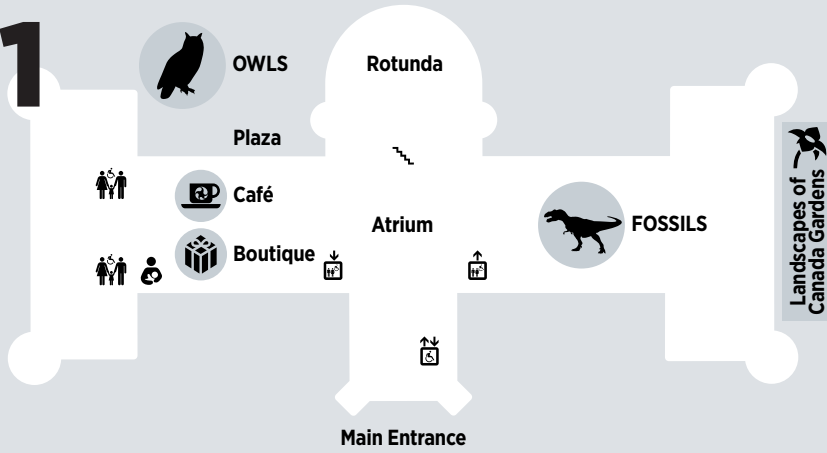 1
OWLS
Rotunda
Plaza
Café
Atrium
FOSSILS
Boutique
Landscapes of
Canada Gardens
Main Entrance